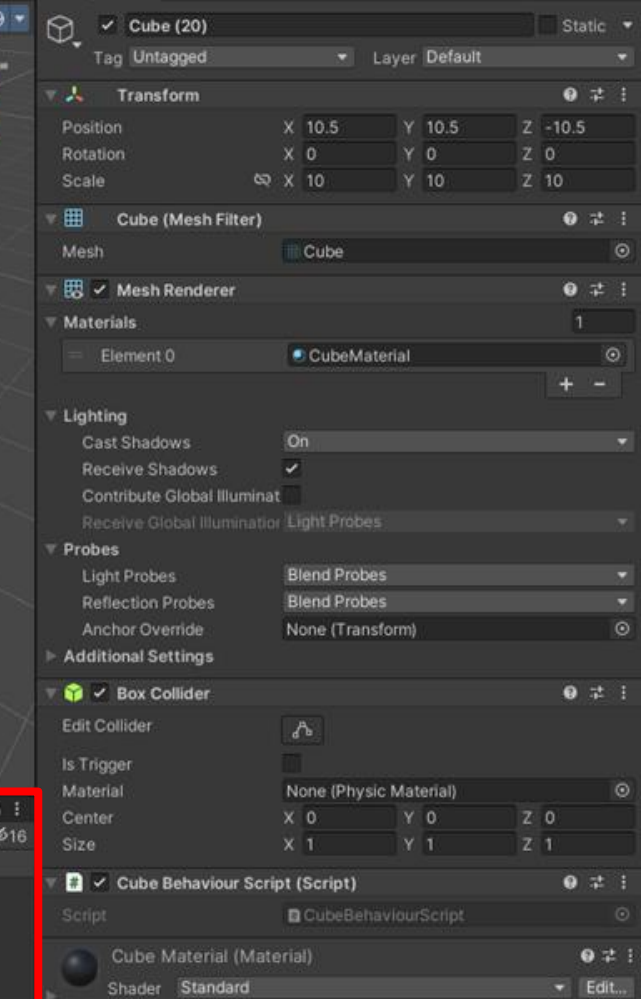 Cube (20) Static
Tag Untagged Layer Default
Transform
Position X 10.5 Y 10.5 Z -10.5
Rotation X 0 Y 0 Z 0
Scale X 10 Y 10 Z 10
Cube (Mesh Filter)
Mesh Cube
Mesh Renderer
Materials 1
Element 0 CubeMaterial
+ -
Lighting
Cast Shadows On
Receive Shadows
Contribute Global Illuminat
Receive Global Illumination Light Probes
Probes
Light Probes Blend Probes
Reflection Probes Blend Probes
Anchor Override None (Transform)
Additional Settings
Box Collider
Edit Collider
Is Trigger
Material None (Physic Material)
Center X 0 Y 0 Z 0
16
Size X 1 Y 1 Z 1
# Cube Behaviour Script (Script)
Script CubeBehaviourScript
Cube Material (Material)
Shader Standard Edit...